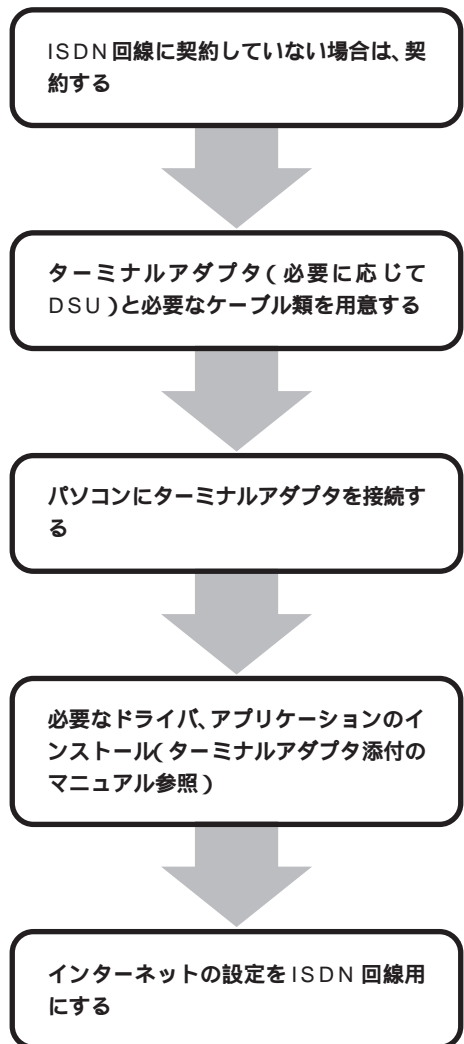 ISDN回線に契約していない場合は、契
約する
ターミナルアダプタ(必要に応じて
DSU)と必要なケーブル類を用意する
パソコンにターミナルアダプタを接続す
る
必要なドライバ、アプリケーションのイ
ンストール(ターミナルアダプタ添付の
マニュアル参照)
インターネットの設定をISDN回線用
にする